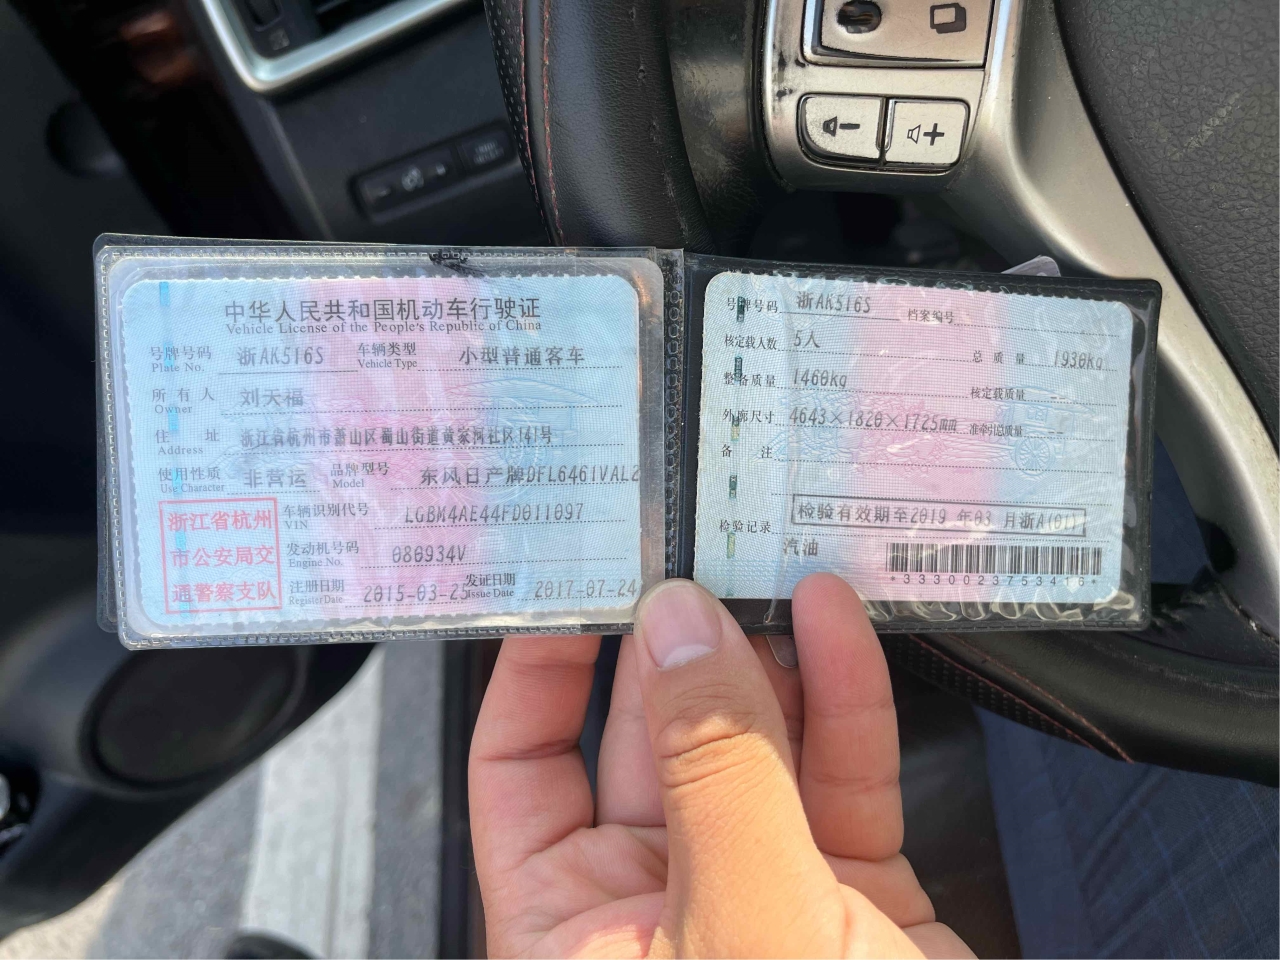 中华人民共和国机动车行驶证
Vehicle License of the People's Republic of China
号牌号码 浙AK516S 车辆类型 小型普通客车
Plate No. Vehicle Type
所有人 刘天福
Owner
住址 浙江省杭州市萧山区蜀山街道黄家河社区141号
Address
使用性质 非营运 品牌型号 东风日产牌DFL6461VAL2
Use Character Model
浙江省杭州
市公安局交
通警察支队
车辆识别代号 LGBM4AE44FD011097
VIN
发动机号码 086934V
Engine No.
注册日期 2015-03-25 发证日期 2017-07-24
Register Date Issue Date
号牌号码 浙AK516S 档案编号
核定载人数 5人 总质量 1930kg
整备质量 1460kg 核定载质量 --
外廓尺寸 4643×1820×1725mm 准牵引总质量 --
备注
检验记录 检验有效期至2019 年03 月浙A(01)
汽油
*3330023753416*